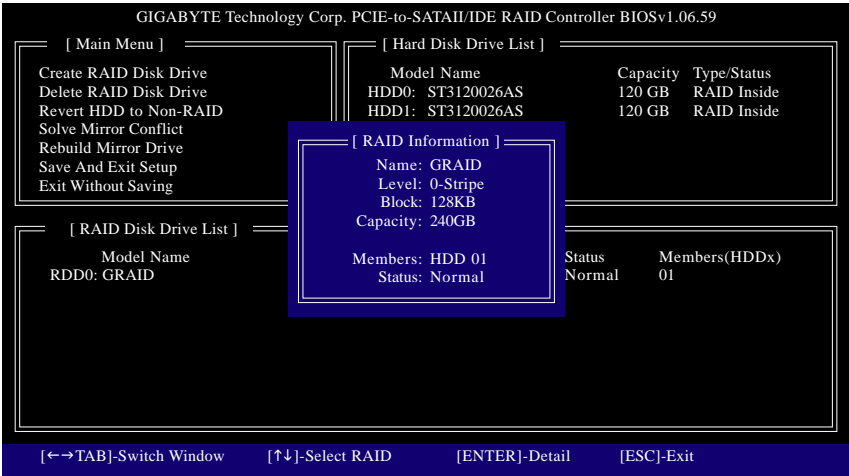 GIGABYTE Technology Corp. PCIE-to-SATAII/IDE RAID Controller BIOSv1.06.59
[ Main Menu ]
Create RAID Disk Drive
Delete RAID Disk Drive
Revert HDD to Non-RAID
Solve Mirror Conflict
Rebuild Mirror Drive
Save And Exit Setup
Exit Without Saving
[ Hard Disk Drive List ]
Model Name Capacity Type/Status
HDD0: ST3120026AS 120 GB RAID Inside
HDD1: ST3120026AS 120 GB RAID Inside
[ RAID Information ]
Name: GRAID
Level: 0-Stripe
Block: 128KB
Capacity: 240GB
Members: HDD 01
Status: Normal
[ RAID Disk Drive List ]
Model Name Status Members(HDDx)
RDD0: GRAID Normal 01
[←→TAB]-Switch Window [↑↓]-Select RAID [ENTER]-Detail [ESC]-Exit